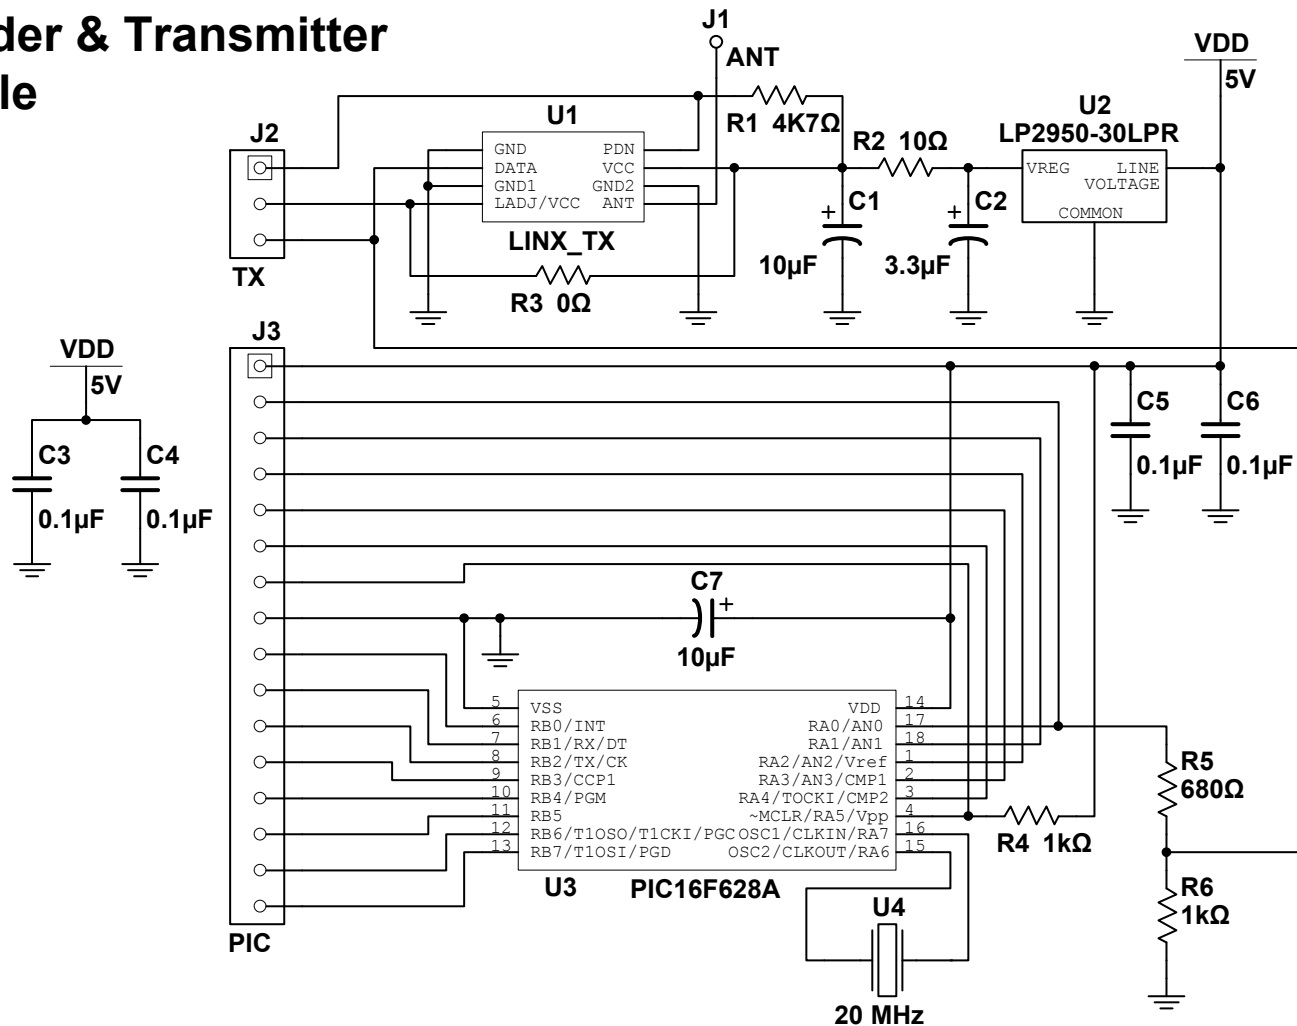 der & Transmitter
le
J1
ANT
VDD
5V
J2
TX
U1
GND
DATA
GND1
LADJ/VCC
PDN
VCC
GND2
ANT
LINX_TX
R1 4K7Ω
R2 10Ω
R3 0Ω
C1
+
10µF
C2
+
3.3µF
U2
LP2950-30LPR
VREG
LINE
VOLTAGE
COMMON
J3
PIC
VDD
5V
C3
0.1µF
C4
0.1µF
C5
0.1µF
C6
0.1µF
C7
+
10µF
5 VSS
6 RB0/INT
7 RB1/RX/DT
8 RB2/TX/CK
9 RB3/CCP1
10 RB4/PGM
11 RB5
12 RB6/T1OSO/T1CKI/PGC
13 RB7/T1OSI/PGD
VDD 14
RA0/AN0 17
RA1/AN1 18
RA2/AN2/Vref 1
RA3/AN3/CMP1 2
RA4/TOCKI/CMP2 3
~MCLR/RA5/Vpp 4
OSC1/CLKIN/RA7 16
OSC2/CLKOUT/RA6 15
U3
PIC16F628A
R4 1kΩ
R5
680Ω
R6
1kΩ
U4
20 MHz